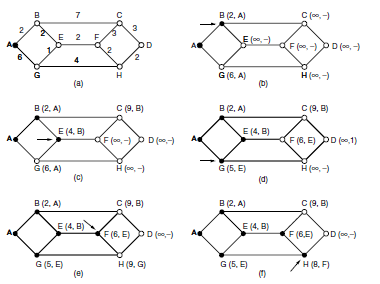 B 7 C
2 2 3 3
A E 2 F D
6 1 2 2
G 4 H
(a)
B (2, A) C (∞, –)
A E (∞, –) F (∞, –) D (∞, –)
G (6, A) H (∞, –)
(b)
B (2, A) C (9, B)
A E (4, B) F (∞, –) D (∞, –)
G (6, A) H (∞, –)
(c)
B (2, A) C (9, B)
A E (4, B) F (6, E) D (∞,1)
G (5, E) H (∞, –)
(d)
B (2, A) C (9, B)
A E (4, B) F (6, E) D (∞,–)
G (5, E) H (9, G)
(e)
B (2, A) C (9, B)
A E (4, B) F (6,E) D (∞,–)
G (5, E) H (8, F)
(f)